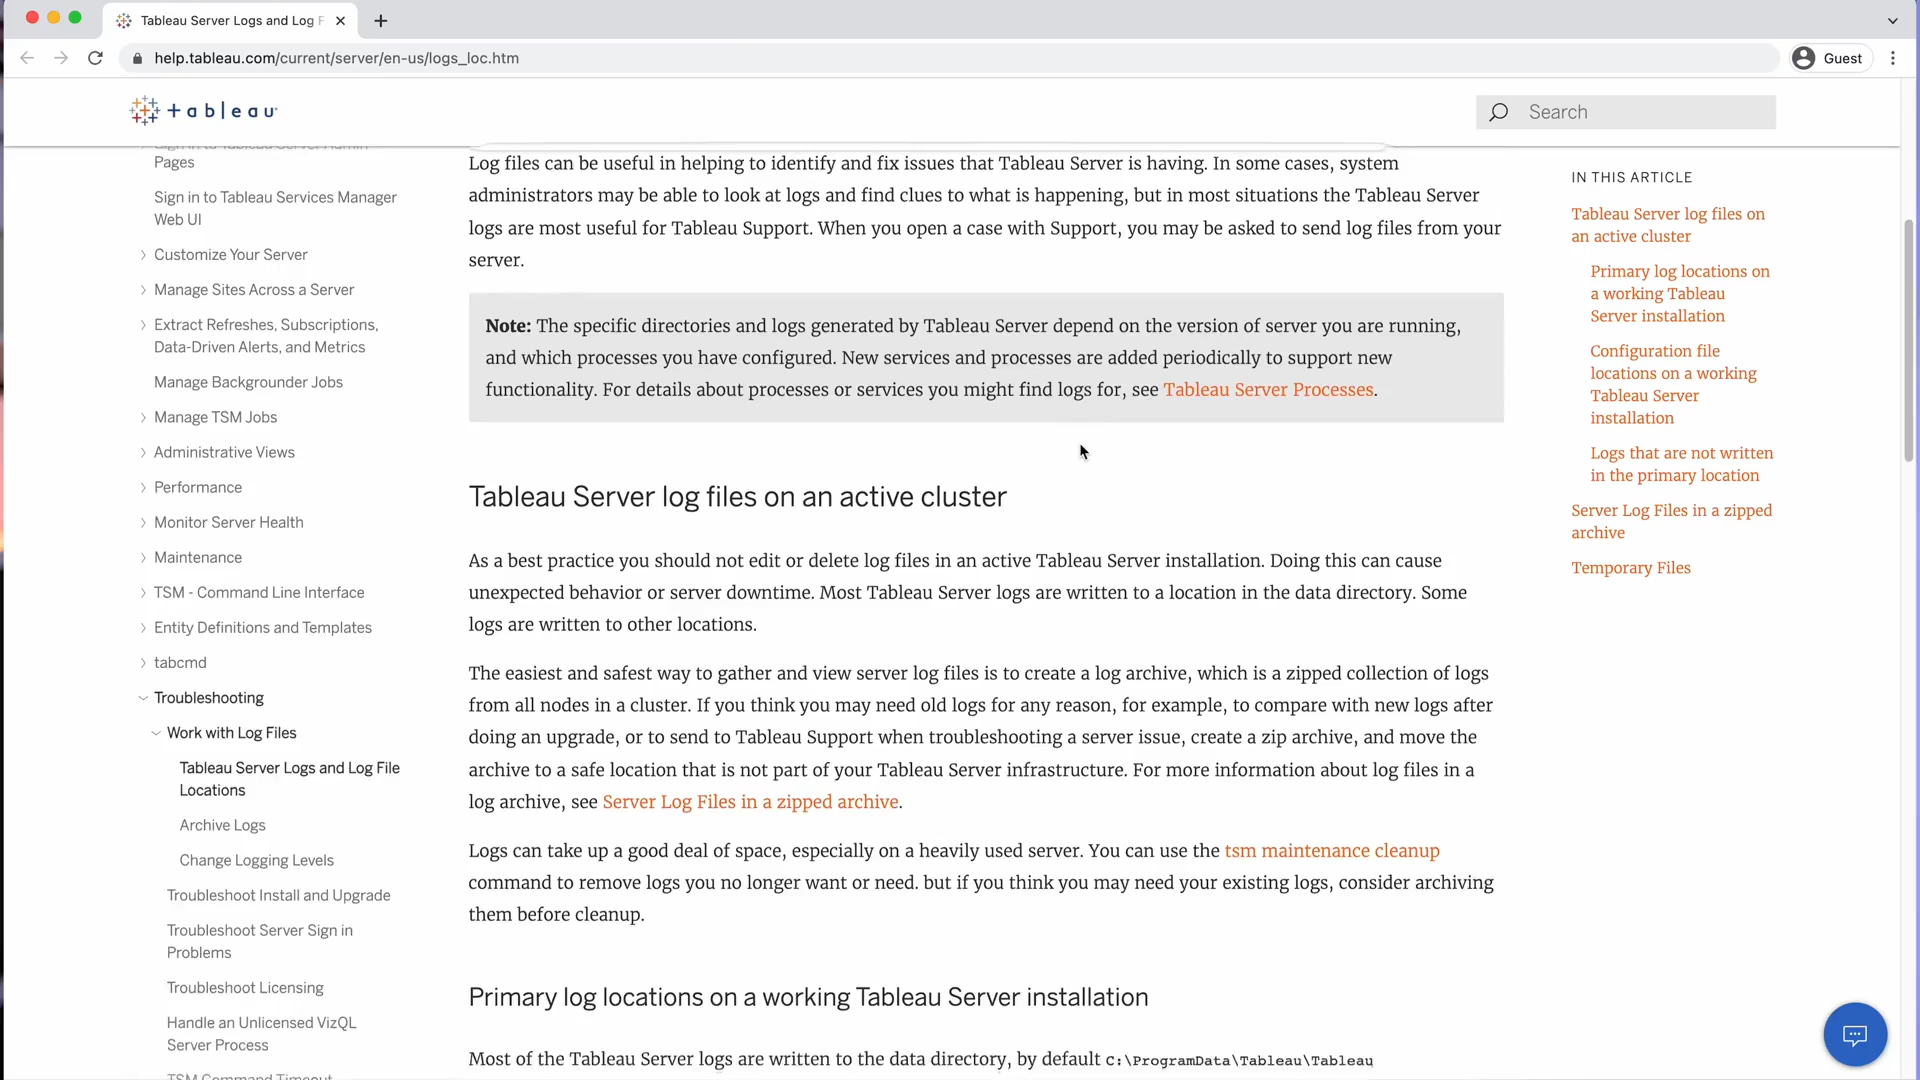 Tableau Server Logs and Log F
help.tableau.com/current/server/en-us/logs_loc.htm
Guest
+ableau
Search
Sign in to Tableau Server Admin
Pages
Sign in to Tableau Services Manager
Web UI
Customize Your Server
Manage Sites Across a Server
Extract Refreshes, Subscriptions,
Data-Driven Alerts, and Metrics
Manage Backgrounder Jobs
Manage TSM Jobs
Administrative Views
Performance
Monitor Server Health
Maintenance
TSM - Command Line Interface
Entity Definitions and Templates
tabcmd
Troubleshooting
Work with Log Files
Tableau Server Logs and Log File
Locations
Archive Logs
Change Logging Levels
Troubleshoot Install and Upgrade
Troubleshoot Server Sign in
Problems
Troubleshoot Licensing
Handle an Unlicensed VizQL
Server Process
TSM Command Timeout
Log files can be useful in helping to identify and fix issues that Tableau Server is having. In some cases, system
administrators may be able to look at logs and find clues to what is happening, but in most situations the Tableau Server
logs are most useful for Tableau Support. When you open a case with Support, you may be asked to send log files from your
server.
Note: The specific directories and logs generated by Tableau Server depend on the version of server you are running,
and which processes you have configured. New services and processes are added periodically to support new
functionality. For details about processes or services you might find logs for, see Tableau Server Processes.
Tableau Server log files on an active cluster
As a best practice you should not edit or delete log files in an active Tableau Server installation. Doing this can cause
unexpected behavior or server downtime. Most Tableau Server logs are written to a location in the data directory. Some
logs are written to other locations.
The easiest and safest way to gather and view server log files is to create a log archive, which is a zipped collection of logs
from all nodes in a cluster. If you think you may need old logs for any reason, for example, to compare with new logs after
doing an upgrade, or to send to Tableau Support when troubleshooting a server issue, create a zip archive, and move the
archive to a safe location that is not part of your Tableau Server infrastructure. For more information about log files in a
log archive, see Server Log Files in a zipped archive.
Logs can take up a good deal of space, especially on a heavily used server. You can use the tsm maintenance cleanup
command to remove logs you no longer want or need. but if you think you may need your existing logs, consider archiving
them before cleanup.
Primary log locations on a working Tableau Server installation
Most of the Tableau Server logs are written to the data directory, by default C:\ProgramData\Tableau\Tableau
IN THIS ARTICLE
Tableau Server log files on
an active cluster
Primary log locations on
a working Tableau
Server installation
Configuration file
locations on a working
Tableau Server
installation
Logs that are not written
in the primary location
Server Log Files in a zipped
archive
Temporary Files